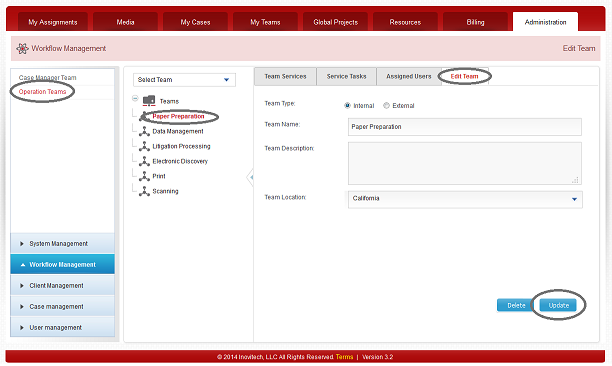 My Assignments Media My Cases My Teams Global Projects Resources Billing Administration
Workflow Management Edit Team
Case Manager Team
Operation Teams
System Management
Workflow Management
Client Management
Case management
User management
Select Team
Teams
Paper Preparation
Data Management
Litigation Processing
Electronic Discovery
Print
Scanning
Team Services Service Tasks Assigned Users Edit Team
Team Type: Internal External
Team Name: Paper Preparation
Team Description:
Team Location: California
Delete Update
© 2014 Inovitech, LLC All Rights Reserved. Terms | Version 3.2